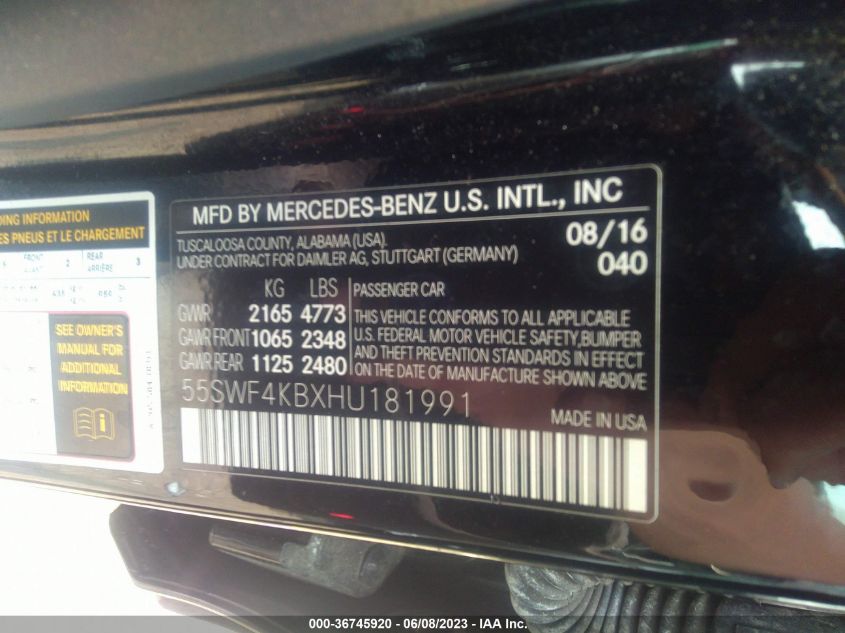 DING INFORMATION
ES PNEUS ET LE CHARGEMENT
FRONT
AVANT
2
REAR
ARRIÈRE
3
SEE OWNER'S
MANUAL FOR
ADDITIONAL
INFORMATION
MFD BY MERCEDES-BENZ U.S. INTL., INC
TUSCALOOSA COUNTY, ALABAMA (USA).
UNDER CONTRACT FOR DAIMLER AG, STUTTGART (GERMANY)
08/16
040
KG LBS
GVWR 2165 4773
GAWR FRONT 1065 2348
GAWR REAR 1125 2480
PASSENGER CAR
THIS VEHICLE CONFORMS TO ALL APPLICABLE
U.S. FEDERAL MOTOR VEHICLE SAFETY,BUMPER
AND THEFT PREVENTION STANDARDS IN EFFECT
ON THE DATE OF MANUFACTURE SHOWN ABOVE
55SWF4KBXHU181991
MADE IN USA
000-36745920 - 06/08/2023 - IAA Inc.